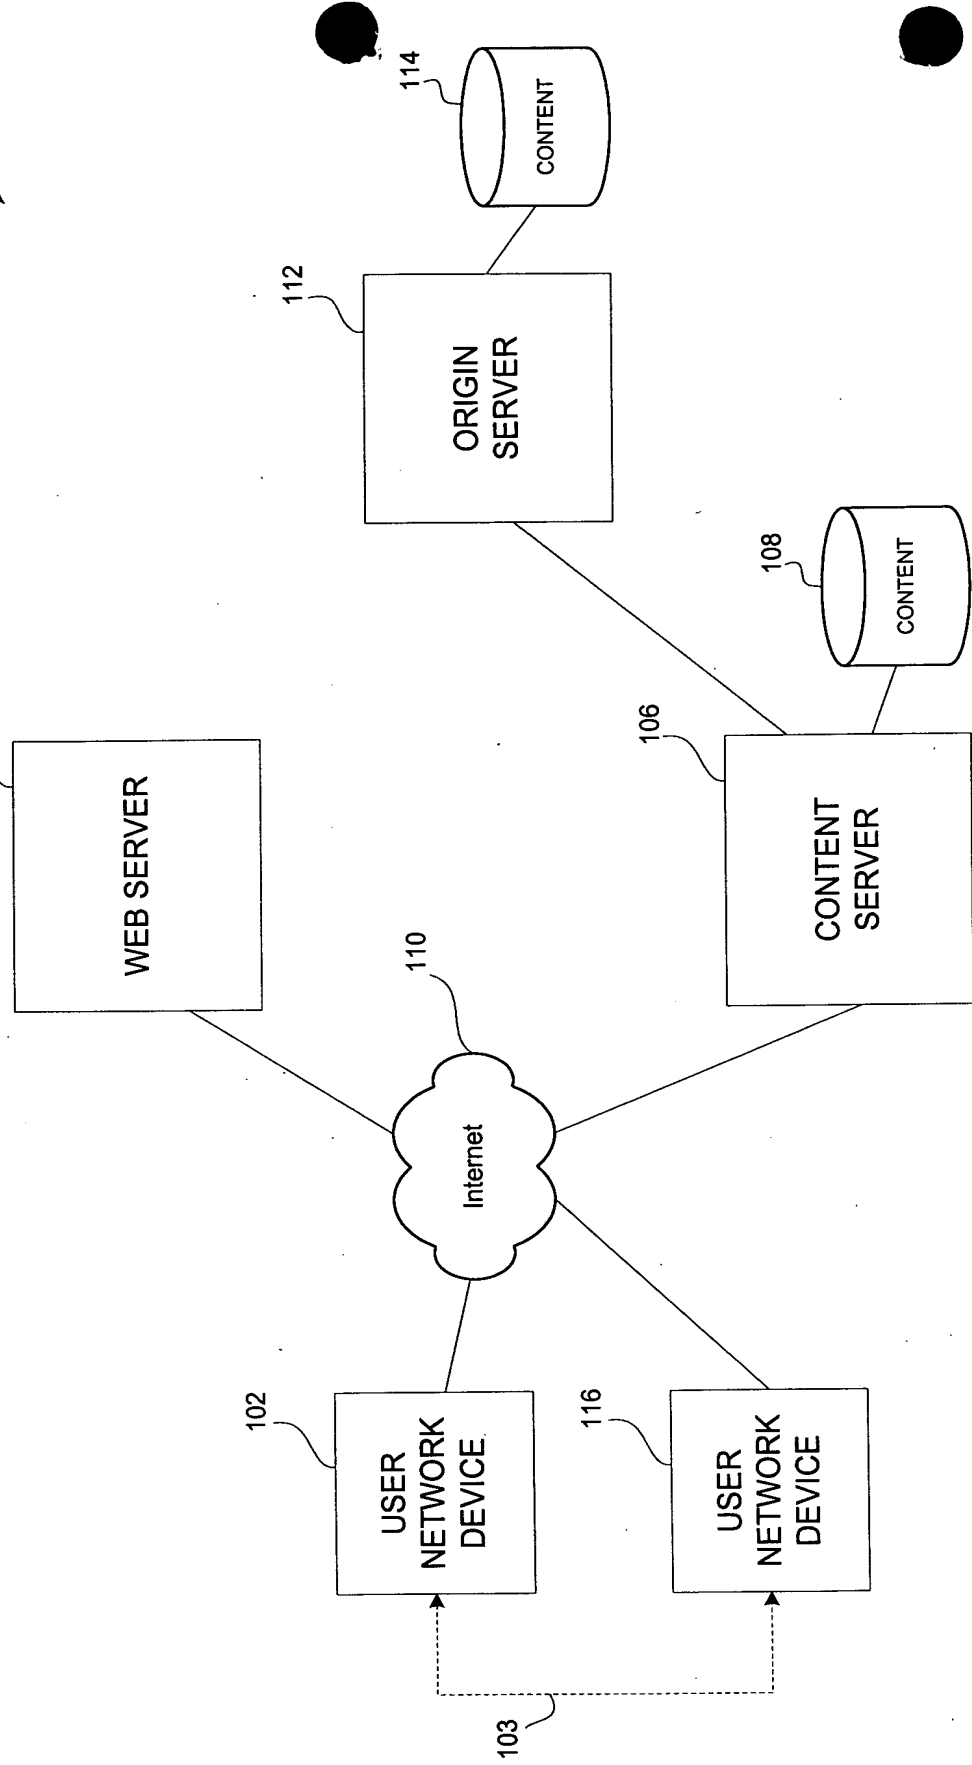 WEB SERVER
112
ORIGIN
SERVER
114
CONTENT
102
USER
NETWORK
DEVICE
110
Internet
103
116
USER
NETWORK
DEVICE
106
CONTENT
SERVER
108
CONTENT